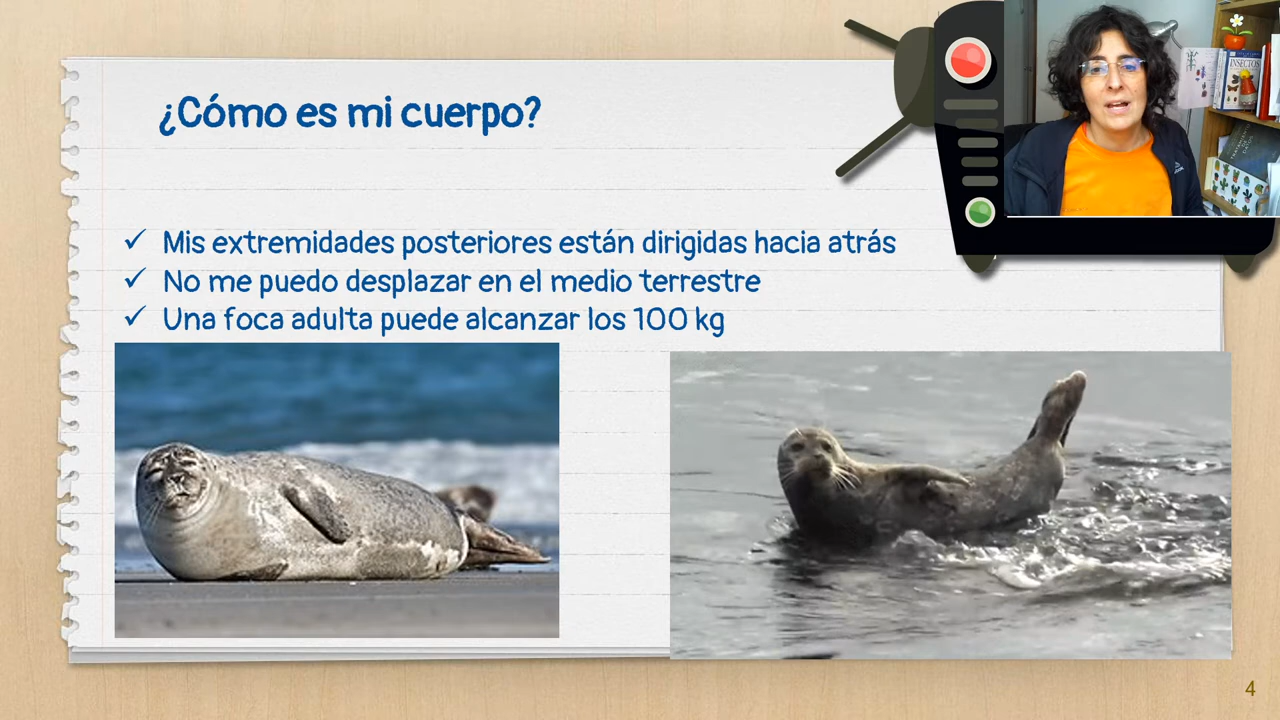 ¿Cómo es mi cuerpo?
INSECTOS
Mis extremidades posteriores están dirigidas hacia atrás
No me puedo desplazar en el medio terrestre
Una foca adulta puede alcanzar los 100 kg
4